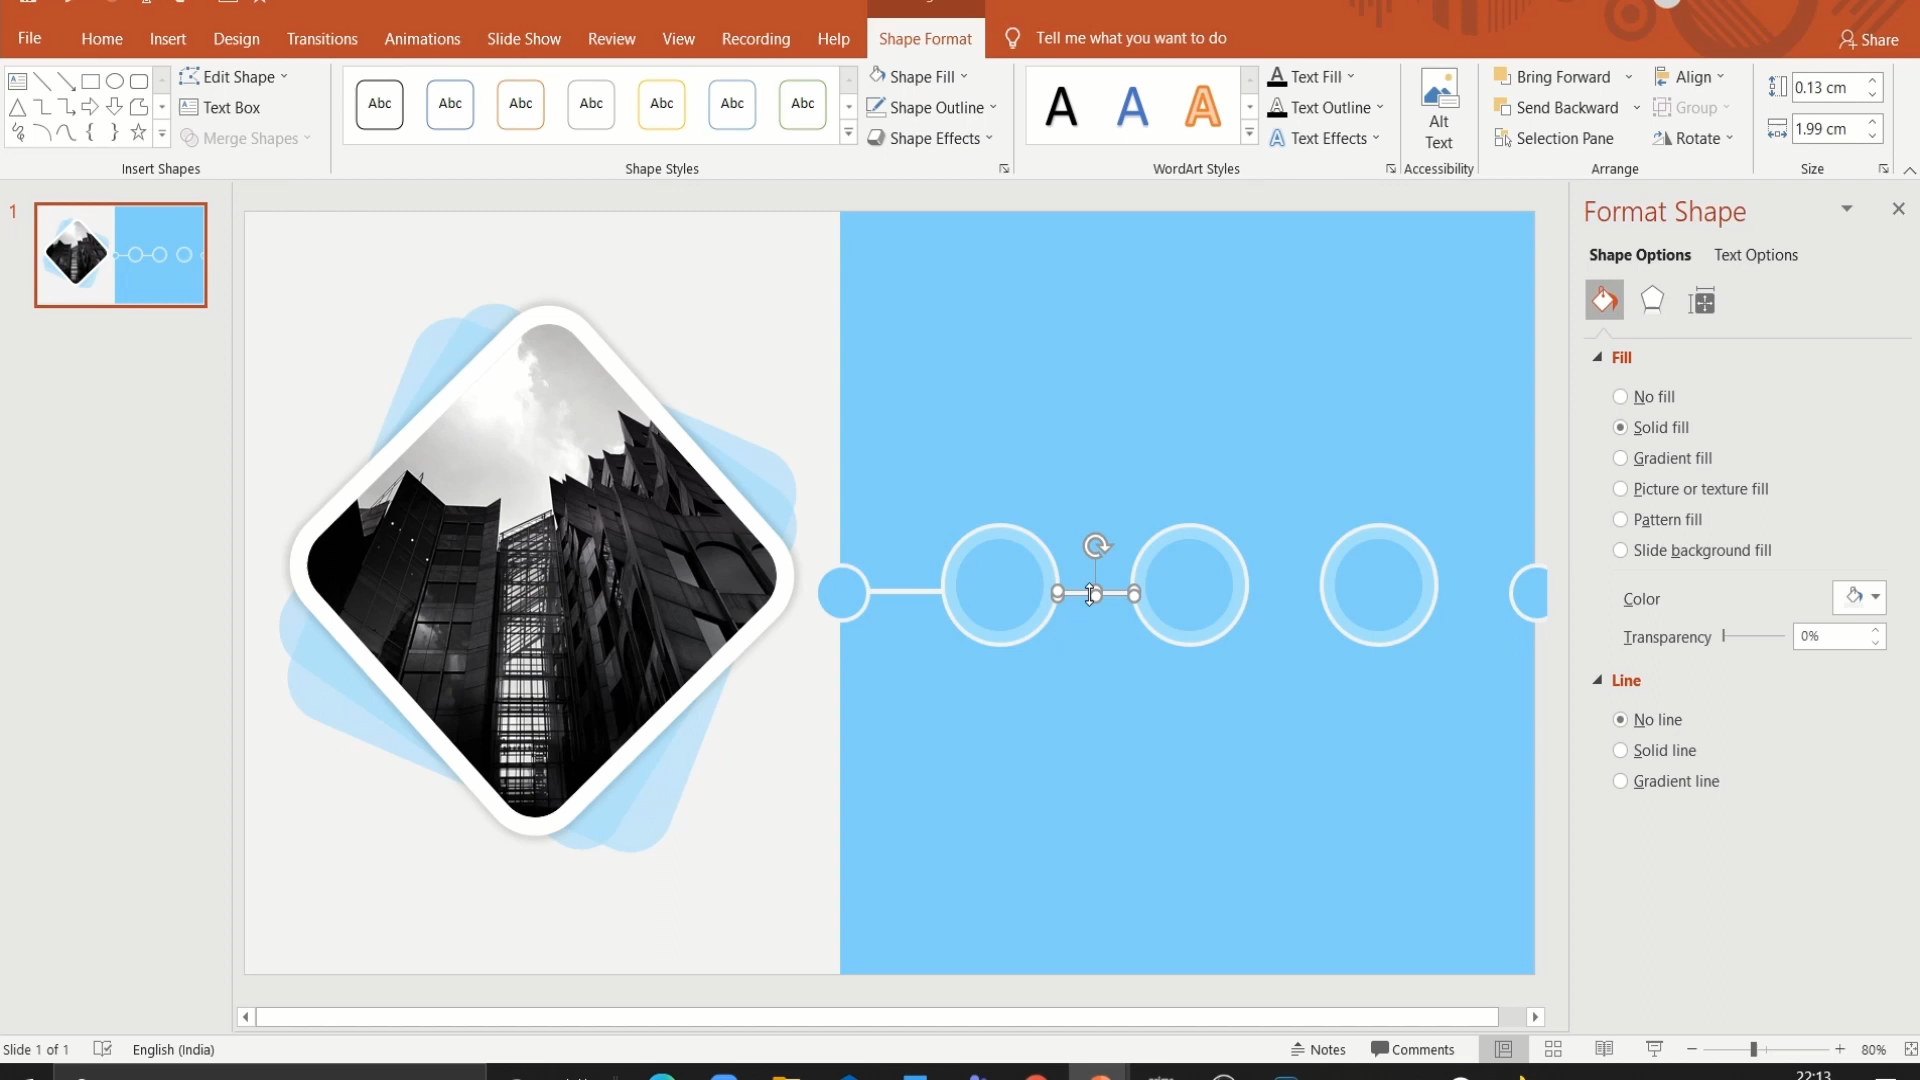 File Home Insert Design Transitions Animations Slide Show Review View Recording Help Shape Format Tell me what you want to do Share
Edit Shape
Text Box
Merge Shapes
Insert Shapes
Abc Abc Abc Abc Abc Abc Abc
Shape Fill
Shape Outline
Shape Effects
Shape Styles
A A A
Text Fill
Text Outline
Text Effects
WordArt Styles
Alt
Text
Accessibility
Bring Forward
Send Backward
Selection Pane
Align
Group
Rotate
Arrange
0.13 cm
1.99 cm
Size
1
Format Shape
Shape Options Text Options
Fill
No fill
Solid fill
Gradient fill
Picture or texture fill
Pattern fill
Slide background fill
Color
Transparency 0%
Line
No line
Solid line
Gradient line
Slide 1 of 1 English (India) Notes Comments 80%
22:13